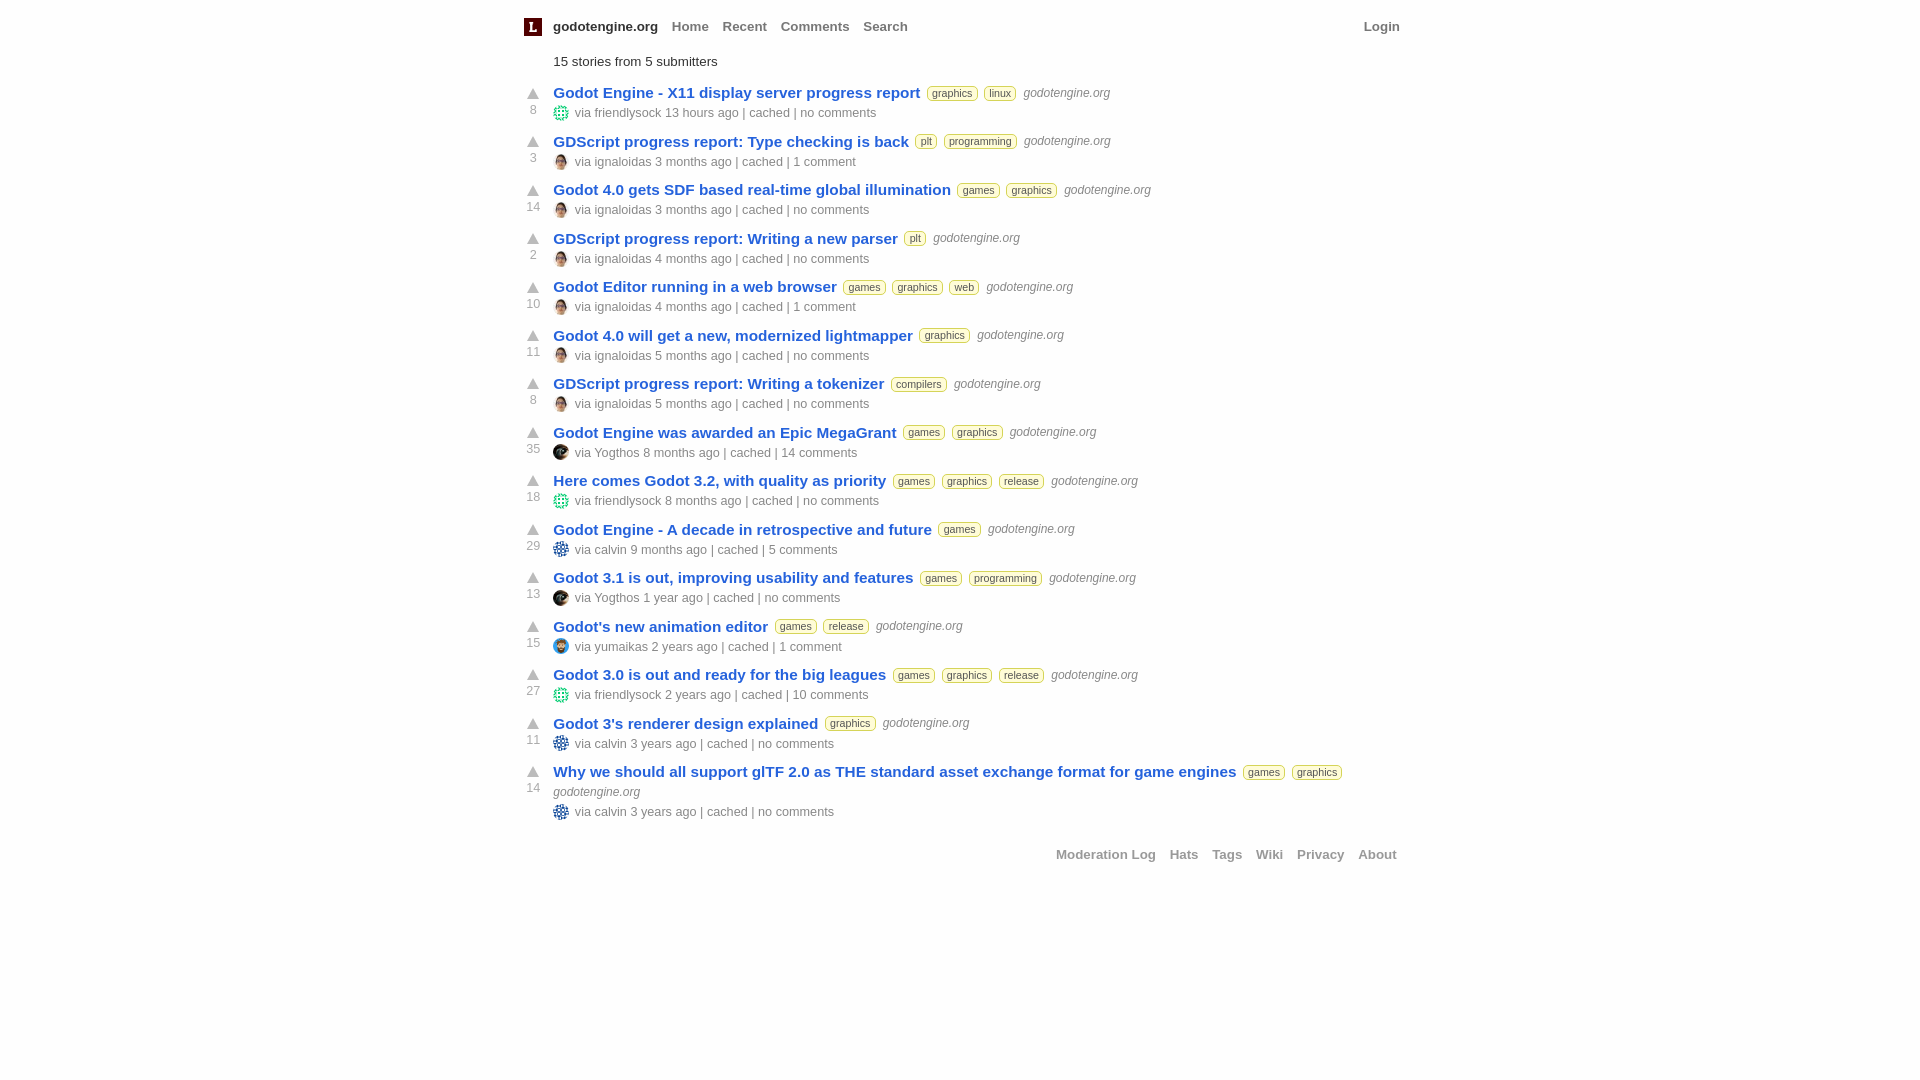 L godotengine.org Home Recent Comments Search Login
15 stories from 5 submitters
Godot Engine - X11 display server progress report graphics linux godotengine.org
8 via friendlysock 13 hours ago | cached | no comments
GDScript progress report: Type checking is back plt programming godotengine.org
3 via ignaloidas 3 months ago | cached | 1 comment
Godot 4.0 gets SDF based real-time global illumination games graphics godotengine.org
14 via ignaloidas 3 months ago | cached | no comments
GDScript progress report: Writing a new parser plt godotengine.org
2 via ignaloidas 4 months ago | cached | no comments
Godot Editor running in a web browser games graphics web godotengine.org
10 via ignaloidas 4 months ago | cached | 1 comment
Godot 4.0 will get a new, modernized lightmapper graphics godotengine.org
11 via ignaloidas 5 months ago | cached | no comments
GDScript progress report: Writing a tokenizer compilers godotengine.org
8 via ignaloidas 5 months ago | cached | no comments
Godot Engine was awarded an Epic MegaGrant games graphics godotengine.org
35 via Yogthos 8 months ago | cached | 14 comments
Here comes Godot 3.2, with quality as priority games graphics release godotengine.org
18 via friendlysock 8 months ago | cached | no comments
Godot Engine - A decade in retrospective and future games godotengine.org
29 via calvin 9 months ago | cached | 5 comments
Godot 3.1 is out, improving usability and features games programming godotengine.org
13 via Yogthos 1 year ago | cached | no comments
Godot's new animation editor games release godotengine.org
15 via yumaikas 2 years ago | cached | 1 comment
Godot 3.0 is out and ready for the big leagues games graphics release godotengine.org
27 via friendlysock 2 years ago | cached | 10 comments
Godot 3's renderer design explained graphics godotengine.org
11 via calvin 3 years ago | cached | no comments
Why we should all support glTF 2.0 as THE standard asset exchange format for game engines games graphics
14 godotengine.org
via calvin 3 years ago | cached | no comments
Moderation Log Hats Tags Wiki Privacy About